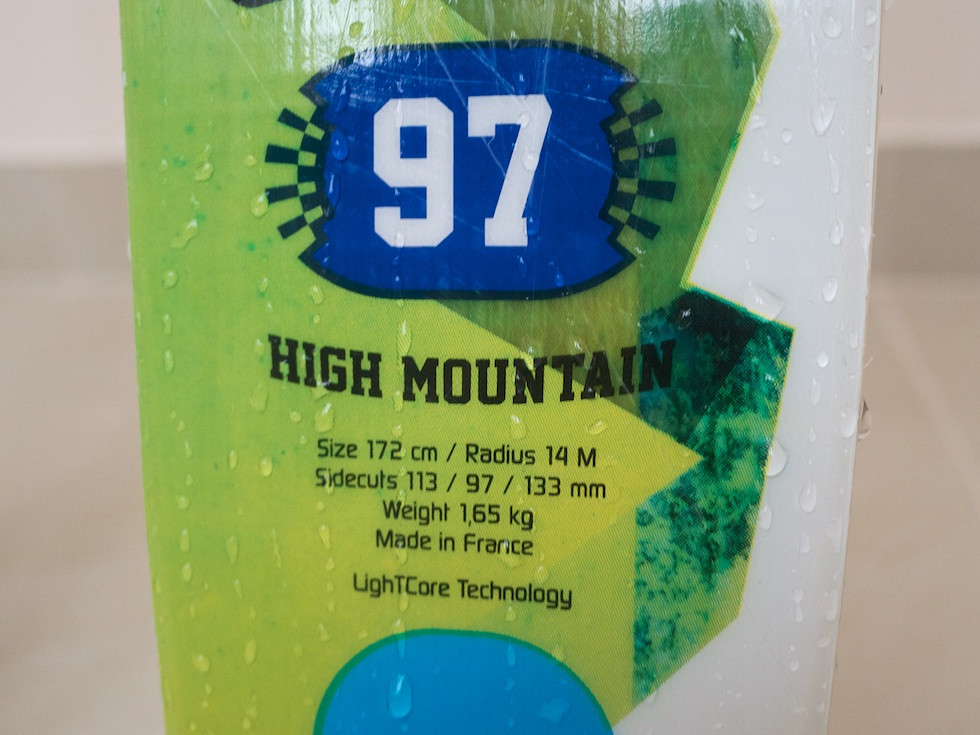 97
HIGH MOUNTAIN
Size 172 cm / Radius 14 M
Sidecuts 113 / 97 / 133 mm
Weight 1,65 kg
Made in France
LighTCore Technology